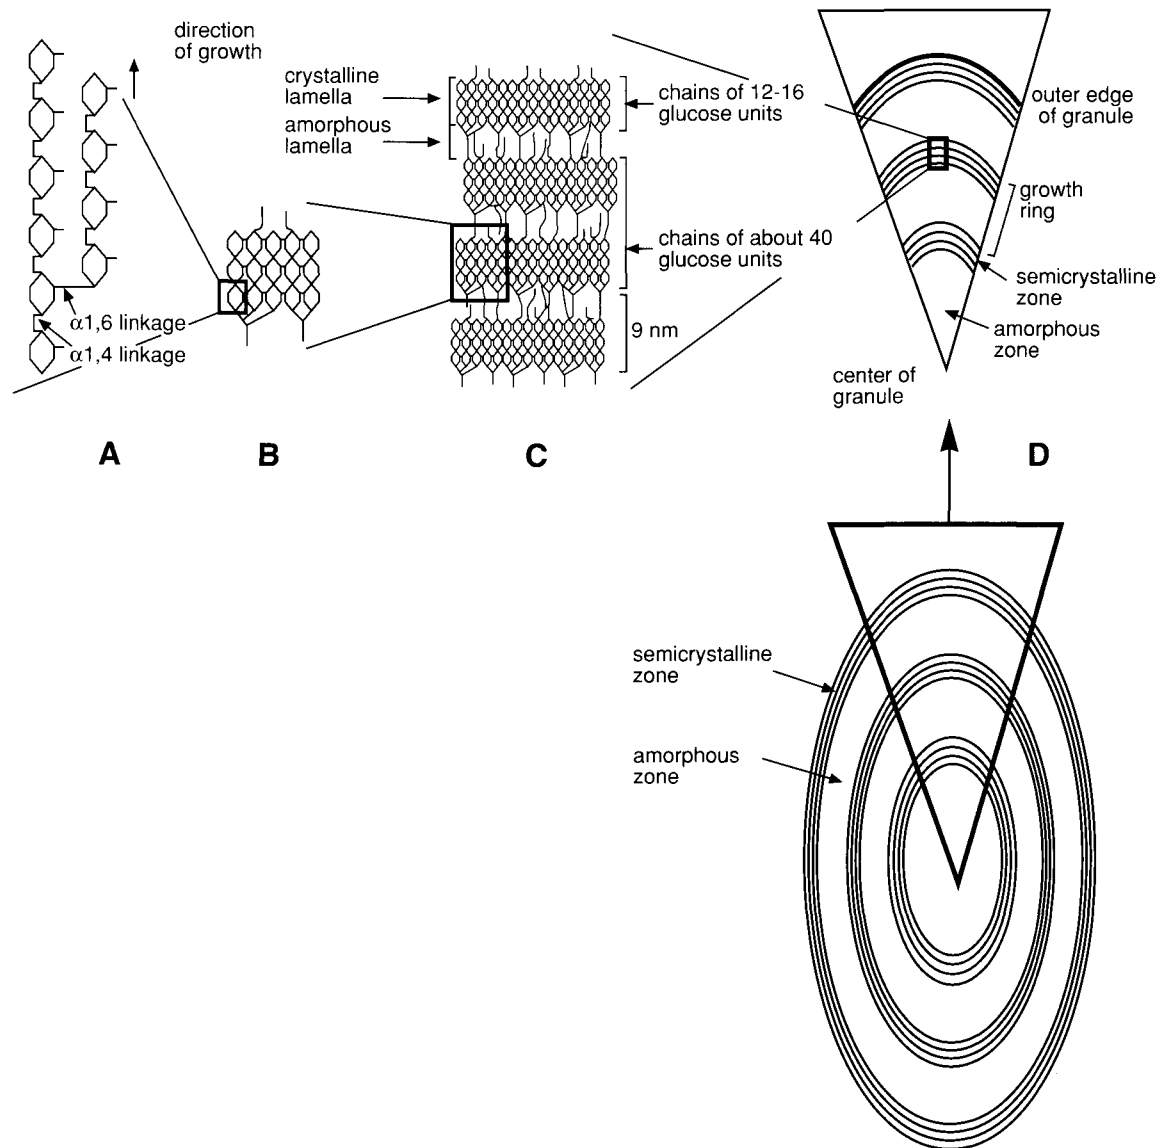 direction
of growth
α1,6 linkage
α1,4 linkage
A
B
crystalline
lamella
amorphous
lamella
chains of 12-16
glucose units
chains of about 40
glucose units
9 nm
C
outer edge
of granule
growth
ring
semicrystalline
zone
amorphous
zone
center of
granule
D
semicrystalline
zone
amorphous
zone